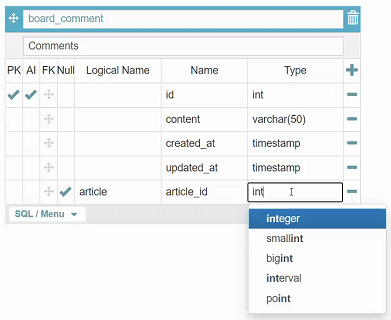 board_comment
Comments
PK AI FK Null Logical Name Name Type
id int
content varchar(50)
created_at timestamp
updated_at timestamp
article article_id int
SQL / Menu
integer
smallint
bigint
interval
point